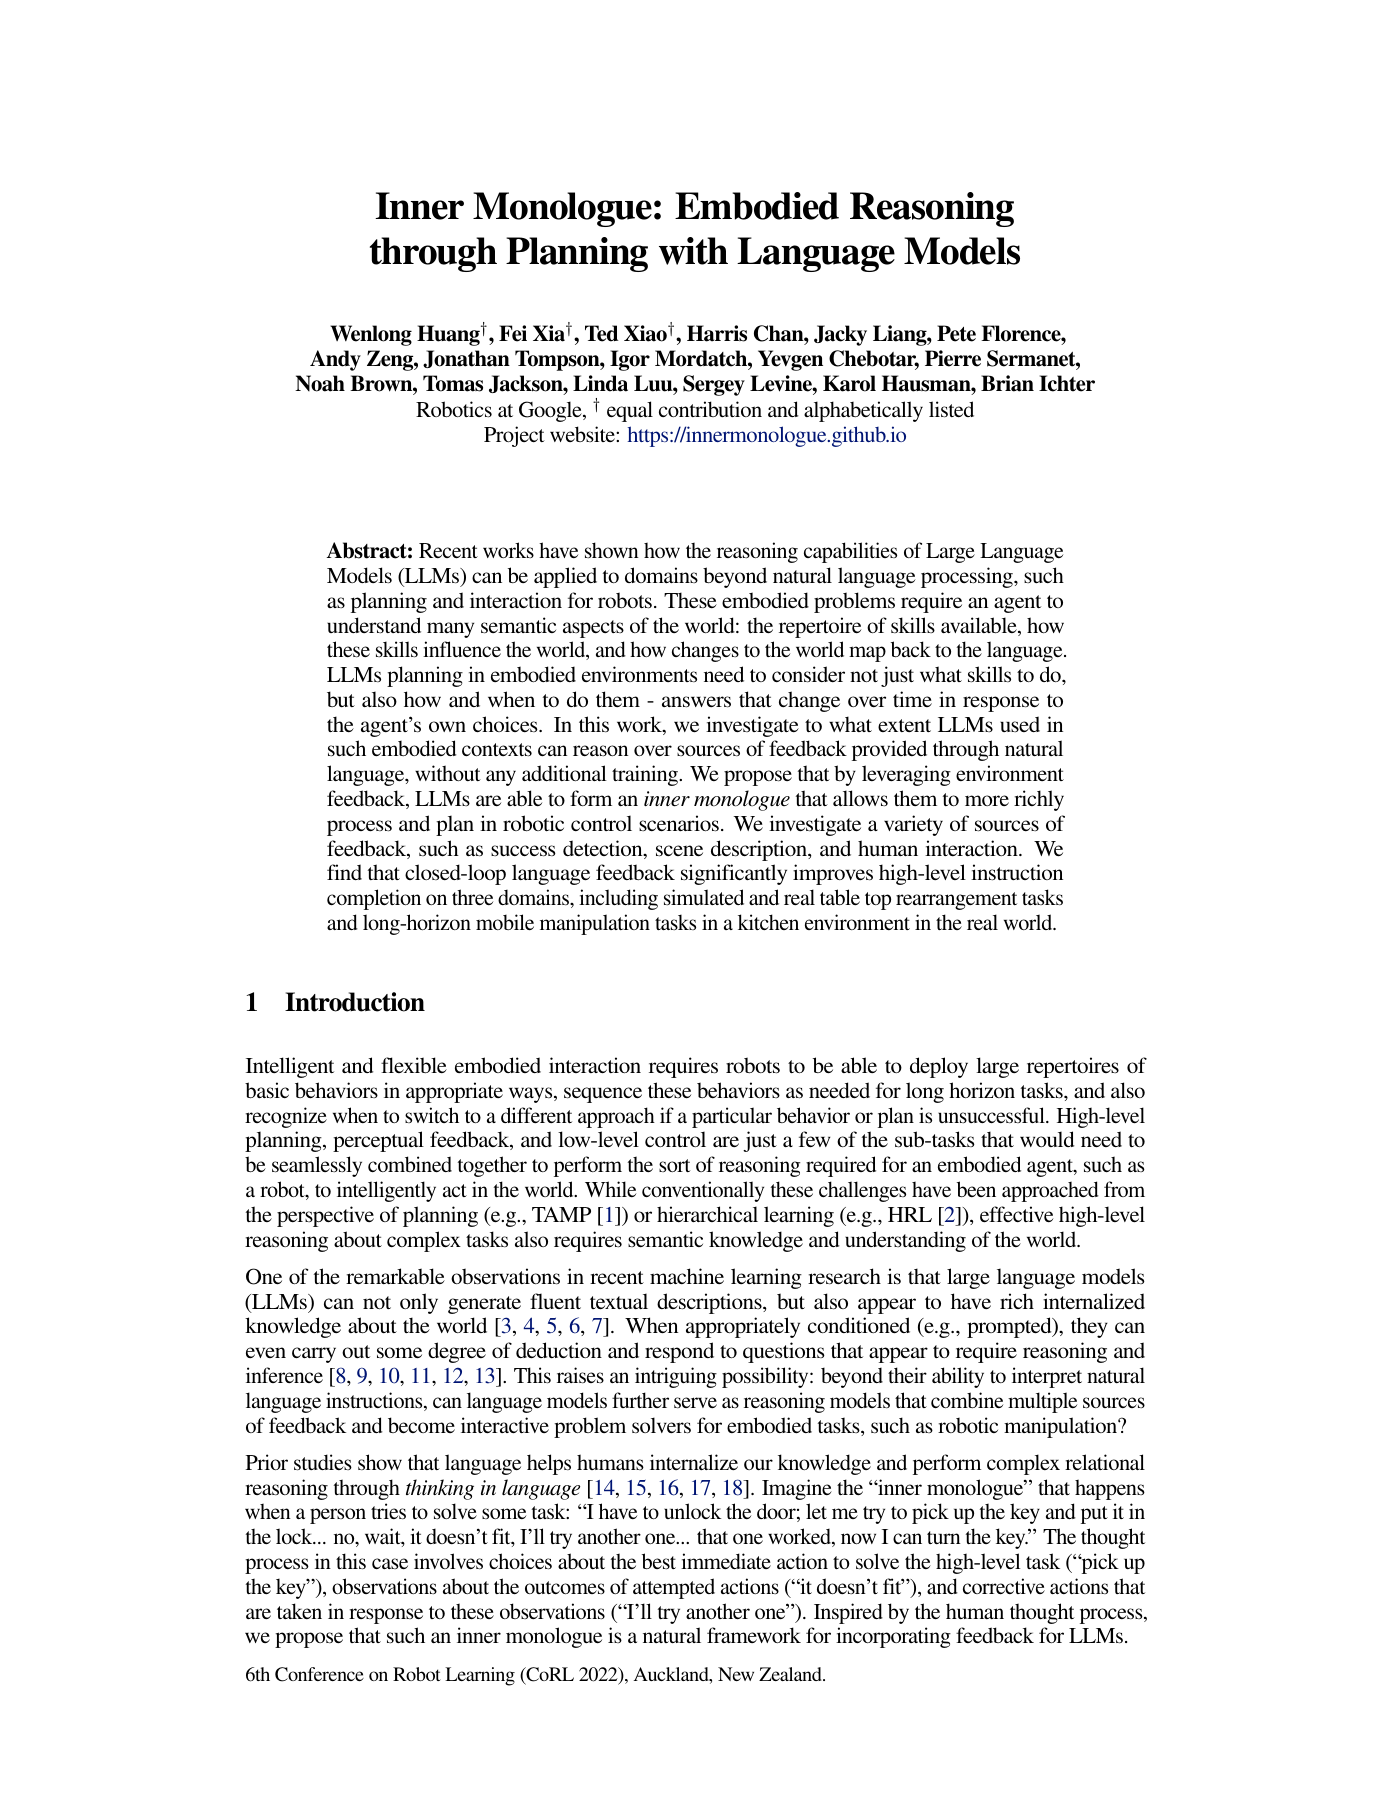 Inner Monologue: Embodied Reasoning
through Planning with Language Models
Wenlong Huang†, Fei Xia†, Ted Xiao†, Harris Chan, Jacky Liang, Pete Florence,
Andy Zeng, Jonathan Tompson, Igor Mordatch, Yevgen Chebotar, Pierre Sermanet,
Noah Brown, Tomas Jackson, Linda Luu, Sergey Levine, Karol Hausman, Brian Ichter
Robotics at Google, † equal contribution and alphabetically listed
Project website: https://innermonologue.github.io
Abstract: Recent works have shown how the reasoning capabilities of Large Language
Models (LLMs) can be applied to domains beyond natural language processing, such
as planning and interaction for robots. These embodied problems require an agent to
understand many semantic aspects of the world: the repertoire of skills available, how
these skills influence the world, and how changes to the world map back to the language.
LLMs planning in embodied environments need to consider not just what skills to do,
but also how and when to do them - answers that change over time in response to
the agent's own choices. In this work, we investigate to what extent LLMs used in
such embodied contexts can reason over sources of feedback provided through natural
language, without any additional training. We propose that by leveraging environment
feedback, LLMs are able to form an inner monologue that allows them to more richly
process and plan in robotic control scenarios. We investigate a variety of sources of
feedback, such as success detection, scene description, and human interaction. We
find that closed-loop language feedback significantly improves high-level instruction
completion on three domains, including simulated and real table top rearrangement tasks
and long-horizon mobile manipulation tasks in a kitchen environment in the real world.
1 Introduction
Intelligent and flexible embodied interaction requires robots to be able to deploy large repertoires of
basic behaviors in appropriate ways, sequence these behaviors as needed for long horizon tasks, and also
recognize when to switch to a different approach if a particular behavior or plan is unsuccessful. High-level
planning, perceptual feedback, and low-level control are just a few of the sub-tasks that would need to
be seamlessly combined together to perform the sort of reasoning required for an embodied agent, such as
a robot, to intelligently act in the world. While conventionally these challenges have been approached from
the perspective of planning (e.g., TAMP [1]) or hierarchical learning (e.g., HRL [2]), effective high-level
reasoning about complex tasks also requires semantic knowledge and understanding of the world.
One of the remarkable observations in recent machine learning research is that large language models
(LLMs) can not only generate fluent textual descriptions, but also appear to have rich internalized
knowledge about the world [3, 4, 5, 6, 7]. When appropriately conditioned (e.g., prompted), they can
even carry out some degree of deduction and respond to questions that appear to require reasoning and
inference [8, 9, 10, 11, 12, 13]. This raises an intriguing possibility: beyond their ability to interpret natural
language instructions, can language models further serve as reasoning models that combine multiple sources
of feedback and become interactive problem solvers for embodied tasks, such as robotic manipulation?
Prior studies show that language helps humans internalize our knowledge and perform complex relational
reasoning through thinking in language [14, 15, 16, 17, 18]. Imagine the “inner monologue” that happens
when a person tries to solve some task: “I have to unlock the door; let me try to pick up the key and put it in
the lock... no, wait, it doesn't fit, I'll try another one... that one worked, now I can turn the key.” The thought
process in this case involves choices about the best immediate action to solve the high-level task (“pick up
the key”), observations about the outcomes of attempted actions (“it doesn't fit”), and corrective actions that
are taken in response to these observations (“I'll try another one”). Inspired by the human thought process,
we propose that such an inner monologue is a natural framework for incorporating feedback for LLMs.
6th Conference on Robot Learning (CoRL 2022), Auckland, New Zealand.